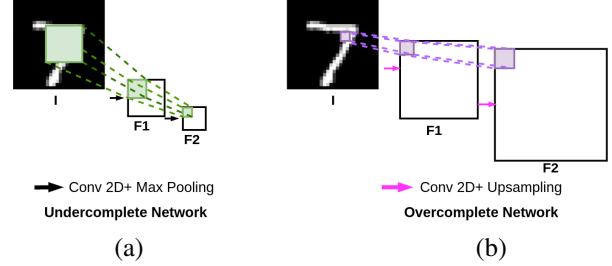 I
F1
F2
Conv 2D+ Max Pooling
Undercomplete Network
(a)
I
F1
F2
Conv 2D+ Upsampling
Overcomplete Network
(b)